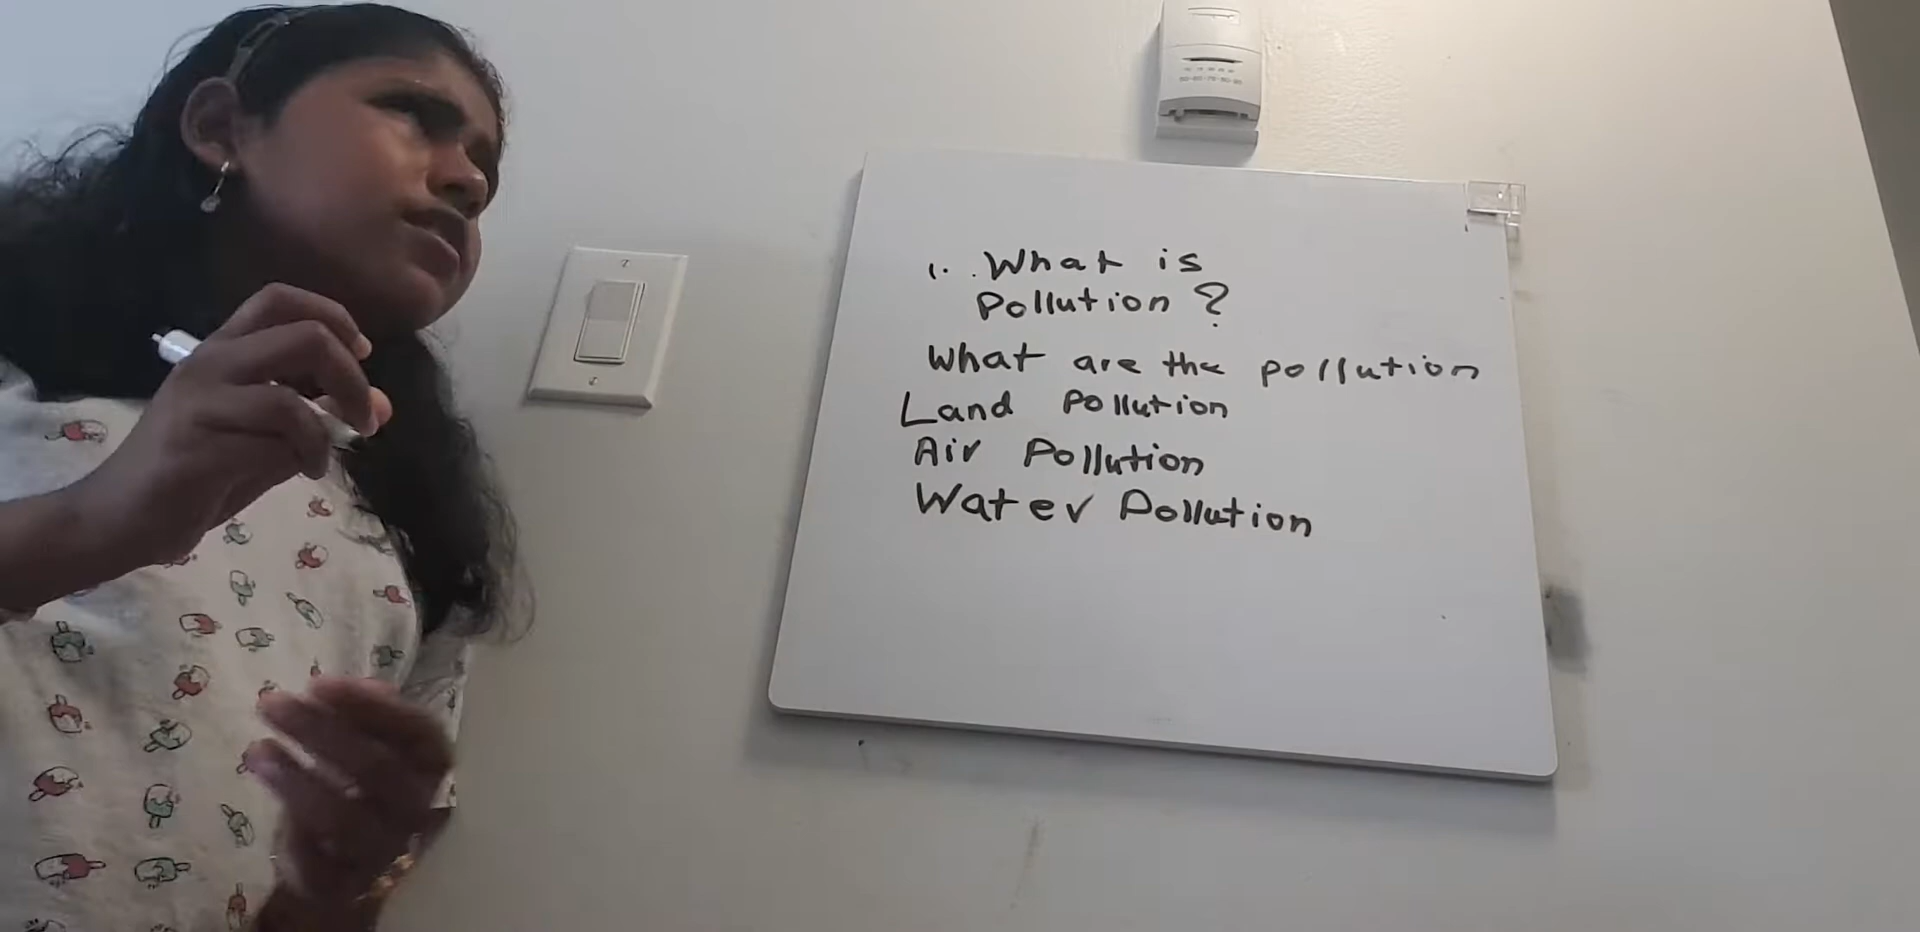 1. What is
Pollution ?
What are the pollution
Land Pollution
Air Pollution
Water Pollution